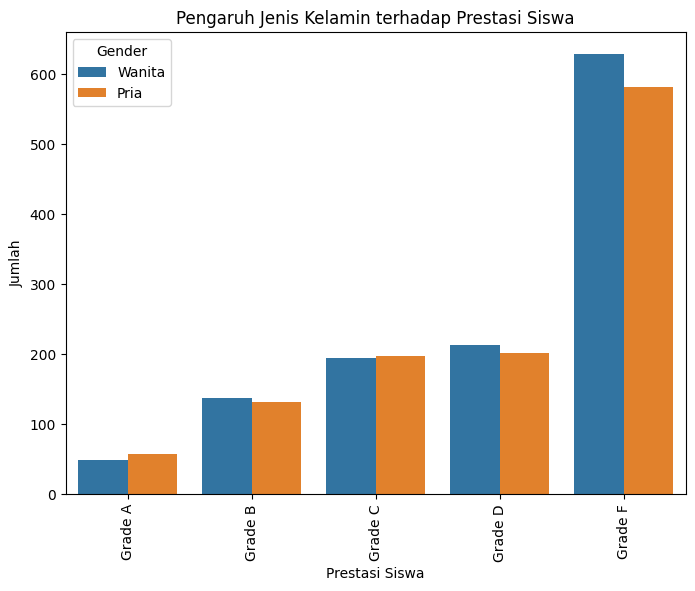 Pengaruh Jenis Kelamin terhadap Prestasi Siswa
Gender
Wanita
Pria
600
500
400
300
200
100
0
Jumlah
Grade A
Grade B
Grade C
Grade D
Grade F
Prestasi Siswa